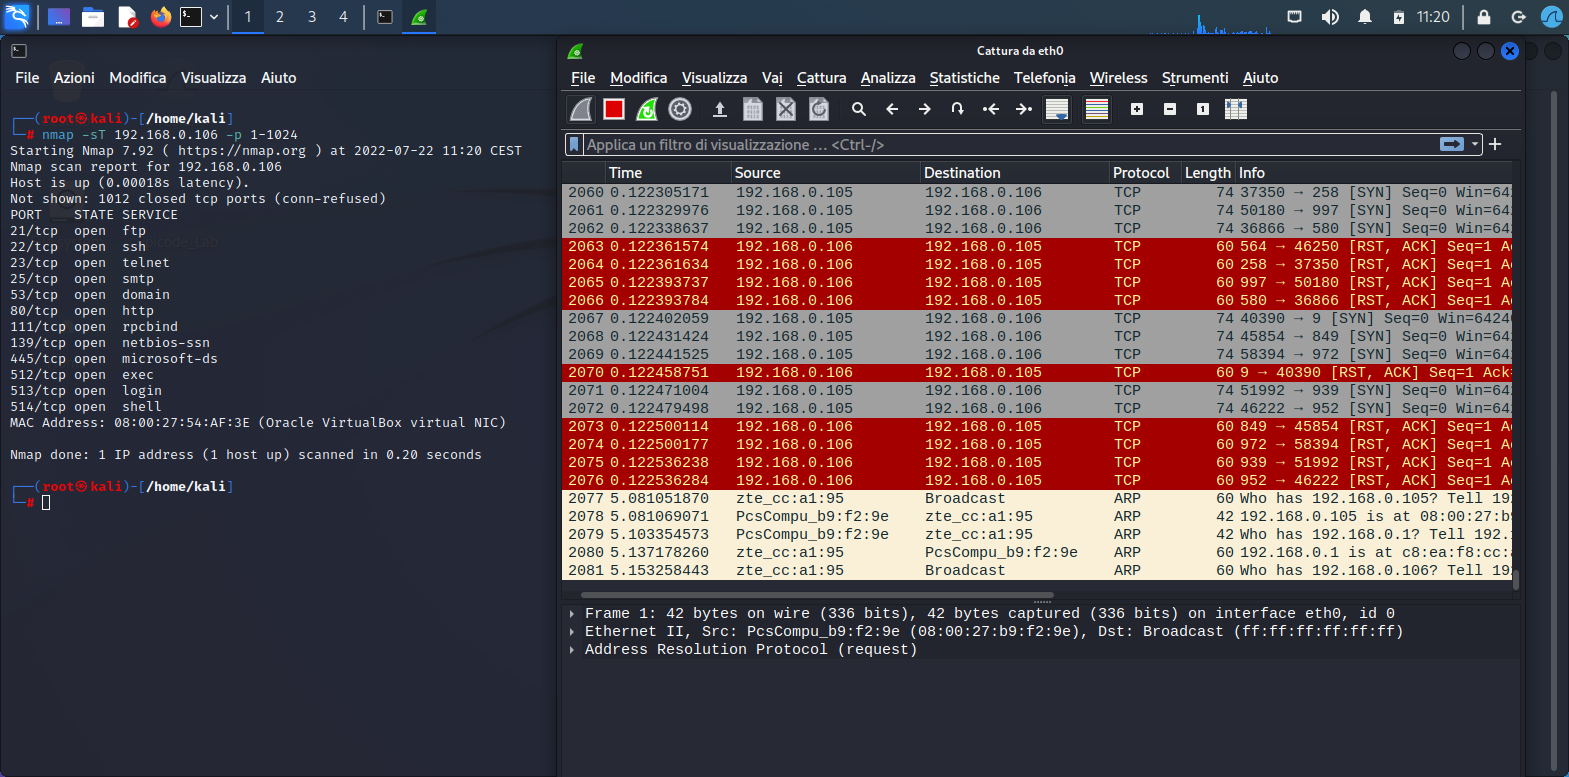 1 2 3 4 11:20
File Azioni Modifica Visualizza Aiuto
┌──(root㉿kali)-[/home/kali]
└─# nmap -sT 192.168.0.106 -p 1-1024
Starting Nmap 7.92 ( https://nmap.org ) at 2022-07-22 11:20 CEST
Nmap scan report for 192.168.0.106
Host is up (0.00018s latency).
Not shown: 1012 closed tcp ports (conn-refused)
PORT STATE SERVICE
21/tcp open ftp
22/tcp open ssh
23/tcp open telnet
25/tcp open smtp
53/tcp open domain
80/tcp open http
111/tcp open rpcbind
139/tcp open netbios-ssn
445/tcp open microsoft-ds
512/tcp open exec
513/tcp open login
514/tcp open shell
MAC Address: 08:00:27:54:AF:3E (Oracle VirtualBox virtual NIC)
Nmap done: 1 IP address (1 host up) scanned in 0.20 seconds
┌──(root㉿kali)-[/home/kali]
└─#
Cattura da eth0
File Modifica Visualizza Vai Cattura Analizza Statistiche Telefonia Wireless Strumenti Aiuto
Applica un filtro di visualizzazione ... <Ctrl-/>
Time Source Destination Protocol Length Info
2060 0.122305171 192.168.0.105 192.168.0.106 TCP 74 37350 → 258 [SYN] Seq=0 Win=642
2061 0.122329976 192.168.0.105 192.168.0.106 TCP 74 50180 → 997 [SYN] Seq=0 Win=642
2062 0.122338637 192.168.0.105 192.168.0.106 TCP 74 36866 → 580 [SYN] Seq=0 Win=642
2063 0.122361574 192.168.0.106 192.168.0.105 TCP 60 564 → 46250 [RST, ACK] Seq=1 Ac
2064 0.122361634 192.168.0.106 192.168.0.105 TCP 60 258 → 37350 [RST, ACK] Seq=1 Ac
2065 0.122393737 192.168.0.106 192.168.0.105 TCP 60 997 → 50180 [RST, ACK] Seq=1 Ac
2066 0.122393784 192.168.0.106 192.168.0.105 TCP 60 580 → 36866 [RST, ACK] Seq=1 Ac
2067 0.122402059 192.168.0.105 192.168.0.106 TCP 74 40390 → 9 [SYN] Seq=0 Win=6424
2068 0.122431424 192.168.0.105 192.168.0.106 TCP 74 45854 → 849 [SYN] Seq=0 Win=642
2069 0.122441525 192.168.0.105 192.168.0.106 TCP 74 58394 → 972 [SYN] Seq=0 Win=642
2070 0.122458751 192.168.0.106 192.168.0.105 TCP 60 9 → 40390 [RST, ACK] Seq=1 Ack=
2071 0.122471004 192.168.0.105 192.168.0.106 TCP 74 51992 → 939 [SYN] Seq=0 Win=642
2072 0.122479498 192.168.0.105 192.168.0.106 TCP 74 46222 → 952 [SYN] Seq=0 Win=642
2073 0.122500114 192.168.0.106 192.168.0.105 TCP 60 849 → 45854 [RST, ACK] Seq=1 Ac
2074 0.122500177 192.168.0.106 192.168.0.105 TCP 60 972 → 58394 [RST, ACK] Seq=1 Ac
2075 0.122536238 192.168.0.106 192.168.0.105 TCP 60 939 → 51992 [RST, ACK] Seq=1 Ac
2076 0.122536284 192.168.0.106 192.168.0.105 TCP 60 952 → 46222 [RST, ACK] Seq=1 Ac
2077 5.081051870 zte_cc:a1:95 Broadcast ARP 60 Who has 192.168.0.105? Tell 19
2078 5.081069071 PcsCompu_b9:f2:9e zte_cc:a1:95 ARP 42 192.168.0.105 is at 08:00:27:b
2079 5.103354573 PcsCompu_b9:f2:9e zte_cc:a1:95 ARP 42 Who has 192.168.0.1? Tell 192.
2080 5.137178260 zte_cc:a1:95 PcsCompu_b9:f2:9e ARP 60 192.168.0.1 is at c8:ea:f8:cc:
2081 5.153258443 zte_cc:a1:95 Broadcast ARP 60 Who has 192.168.0.106? Tell 19
Frame 1: 42 bytes on wire (336 bits), 42 bytes captured (336 bits) on interface eth0, id 0
Ethernet II, Src: PcsCompu_b9:f2:9e (08:00:27:b9:f2:9e), Dst: Broadcast (ff:ff:ff:ff:ff:ff)
Address Resolution Protocol (request)